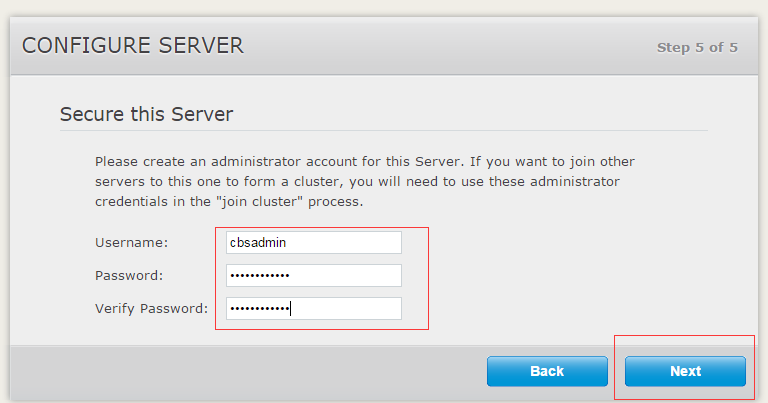 CONFIGURE SERVER
Step 5 of 5
Secure this Server
Please create an administrator account for this Server. If you want to join other
servers to this one to form a cluster, you will need to use these administrator
credentials in the "join cluster" process.
Username: cbsadmin
Password: ••••••••••••
Verify Password: ••••••••••••
Back Next